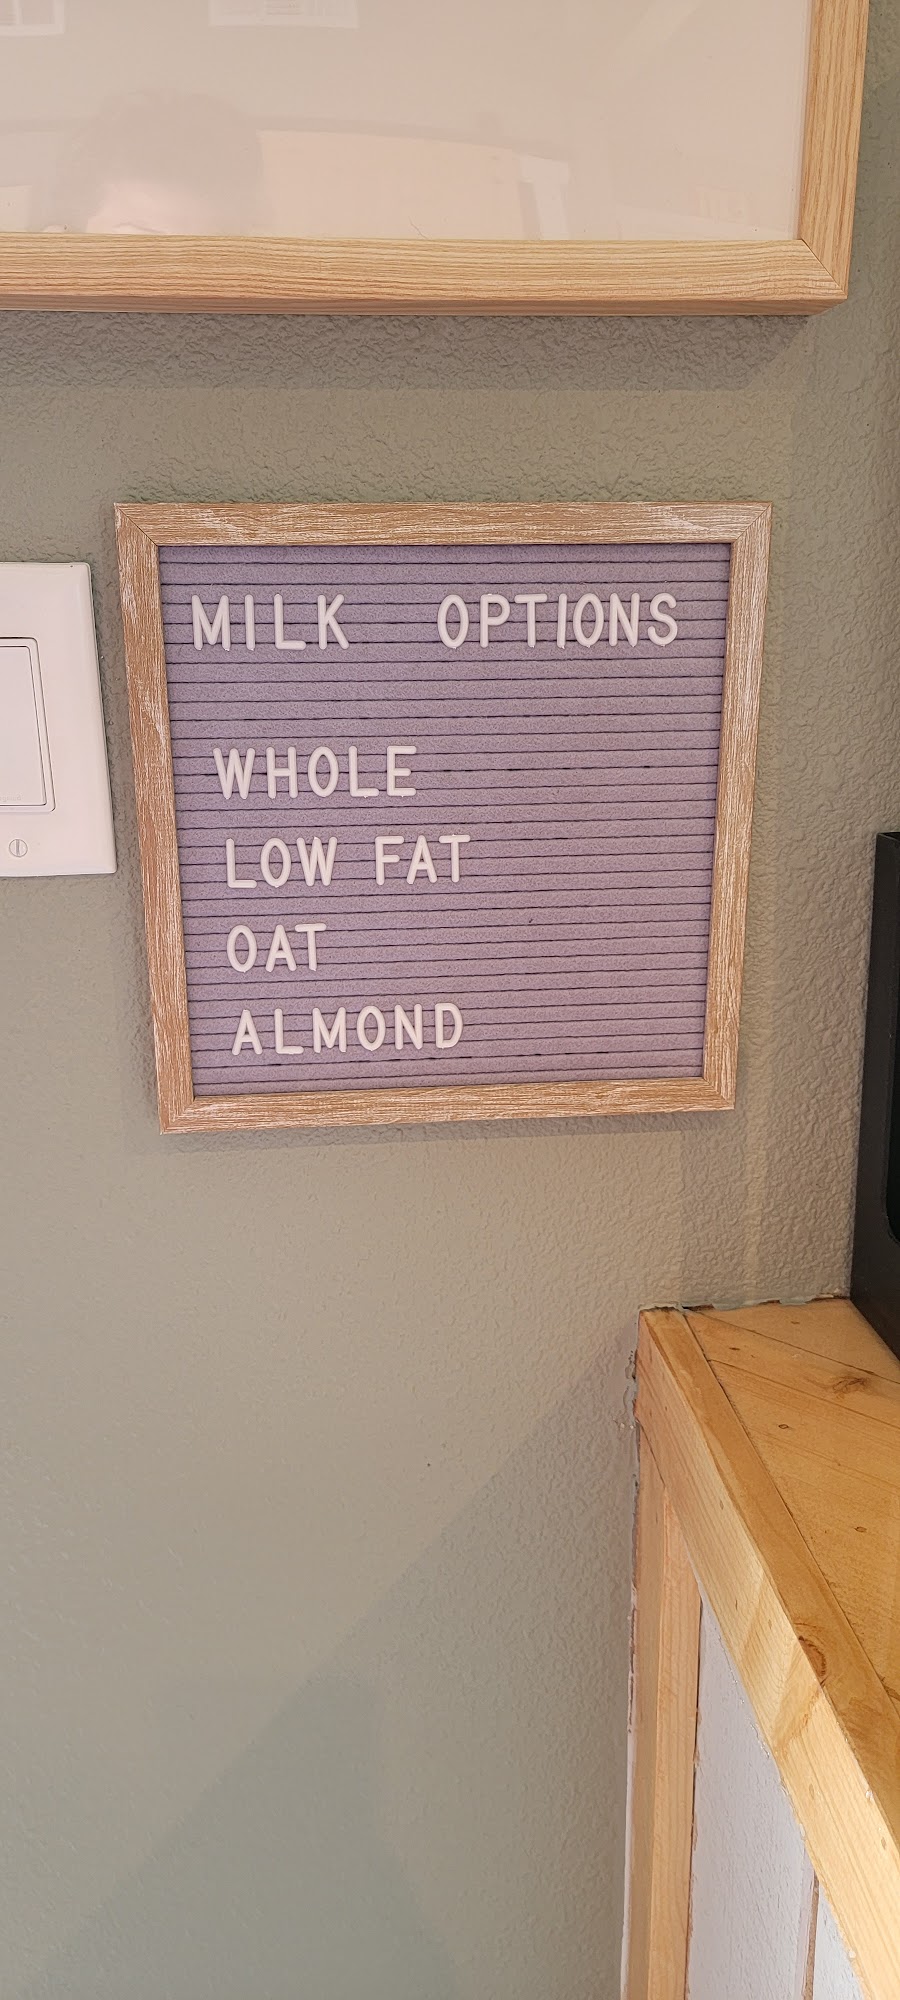 MILK OPTIONS
WHOLE
LOW FAT
OAT
ALMOND